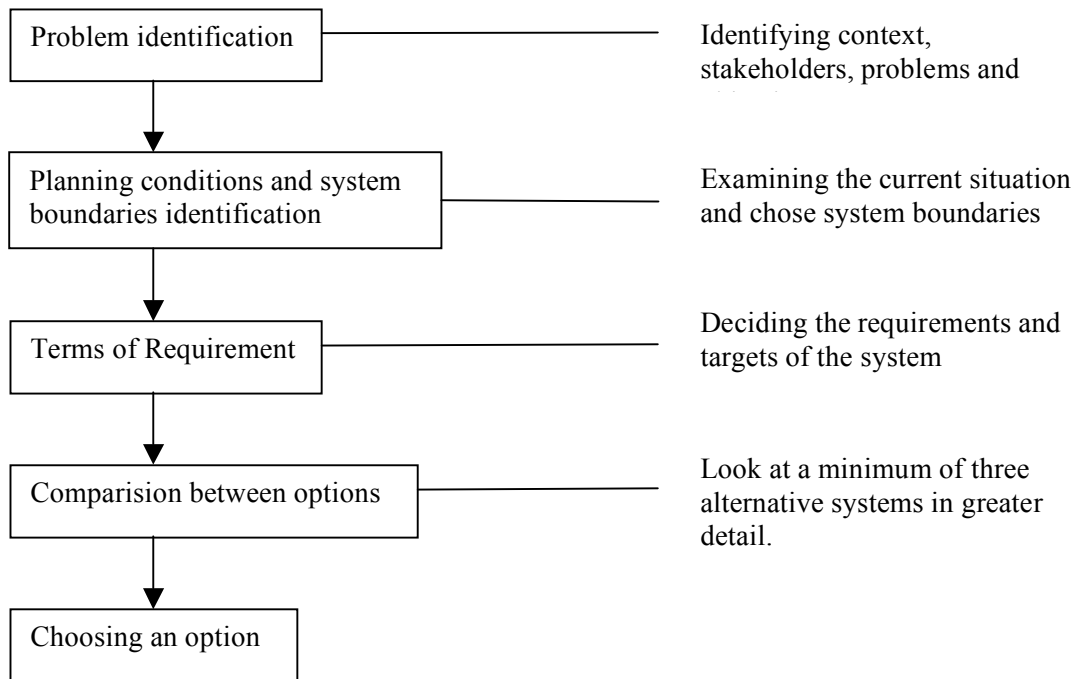 Problem identification
Identifying context,
stakeholders, problems and
Planning conditions and system
boundaries identification
Examining the current situation
and chose system boundaries
Terms of Requirement
Deciding the requirements and
targets of the system
Comparision between options
Look at a minimum of three
alternative systems in greater
detail.
Choosing an option